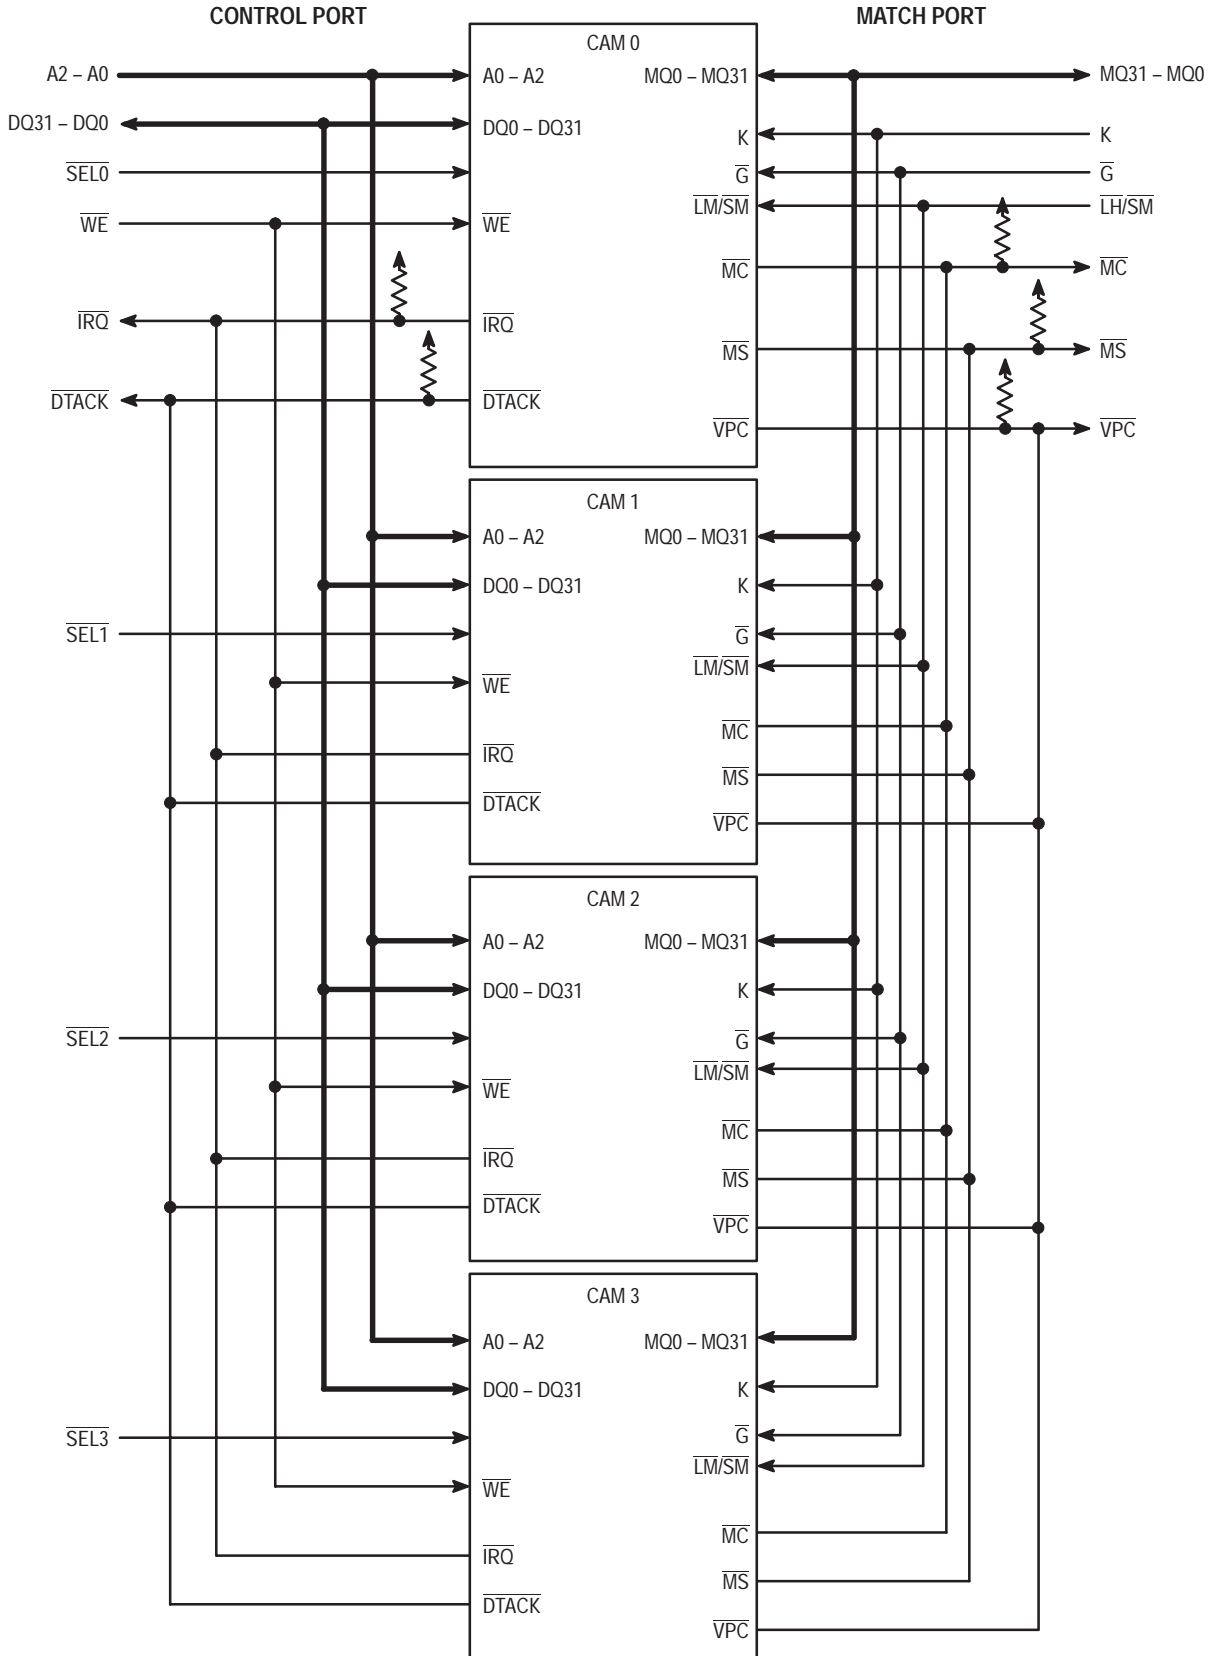 CONTROL PORT
MATCH PORT
CAM 0
A2 – A0
A0 – A2
MQ0 – MQ31
MQ31 – MQ0
DQ31 – DQ0
DQ0 – DQ31
K
K
SEL0
G
G
LM/SM
LH/SM
WE
WE
MC
MC
IRQ
IRQ
MS
MS
DTACK
DTACK
VPC
VPC
CAM 1
A0 – A2
MQ0 – MQ31
DQ0 – DQ31
K
SEL1
G
LM/SM
WE
MC
IRQ
MS
DTACK
VPC
CAM 2
A0 – A2
MQ0 – MQ31
DQ0 – DQ31
K
SEL2
G
LM/SM
WE
MC
IRQ
MS
DTACK
VPC
CAM 3
A0 – A2
MQ0 – MQ31
DQ0 – DQ31
K
SEL3
G
LM/SM
WE
MC
IRQ
MS
DTACK
VPC